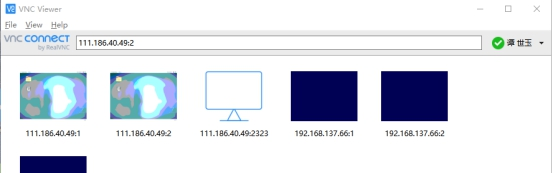 VNC Viewer
File View Help
VNC CONNECT
by RealVNC
111.186.40.49:2
谭 世玉
111.186.40.49:1
111.186.40.49:2
111.186.40.49:2323
192.168.137.66:1
192.168.137.66:2